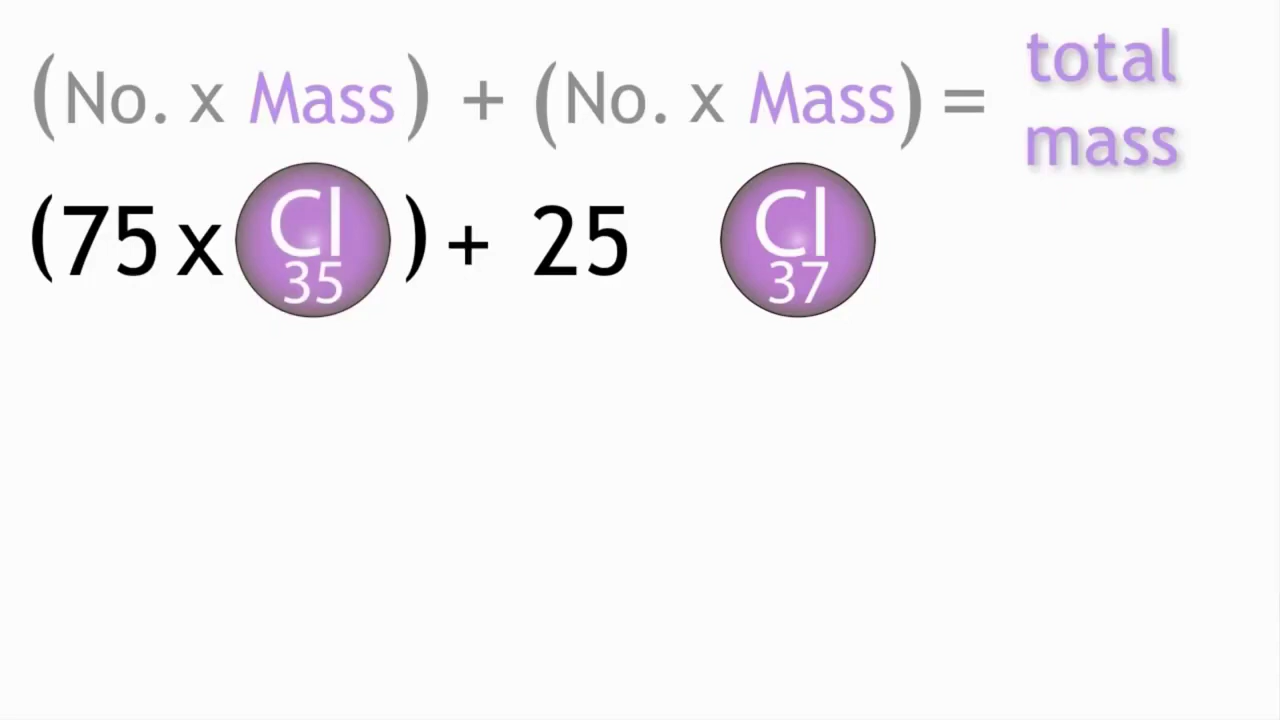 (No. x Mass) + (No. x Mass) = total mass
(75 x Cl 35) + 25 Cl 37